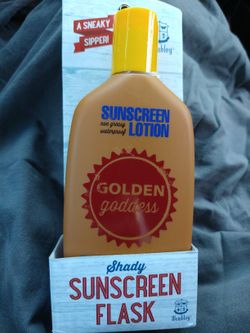 A SNEAKY
SIPPER!
SUNSCREEN
non greasy
waterproof
LOTION
GOLDEN
goddess
Shady
SUNSCREEN
FLASK